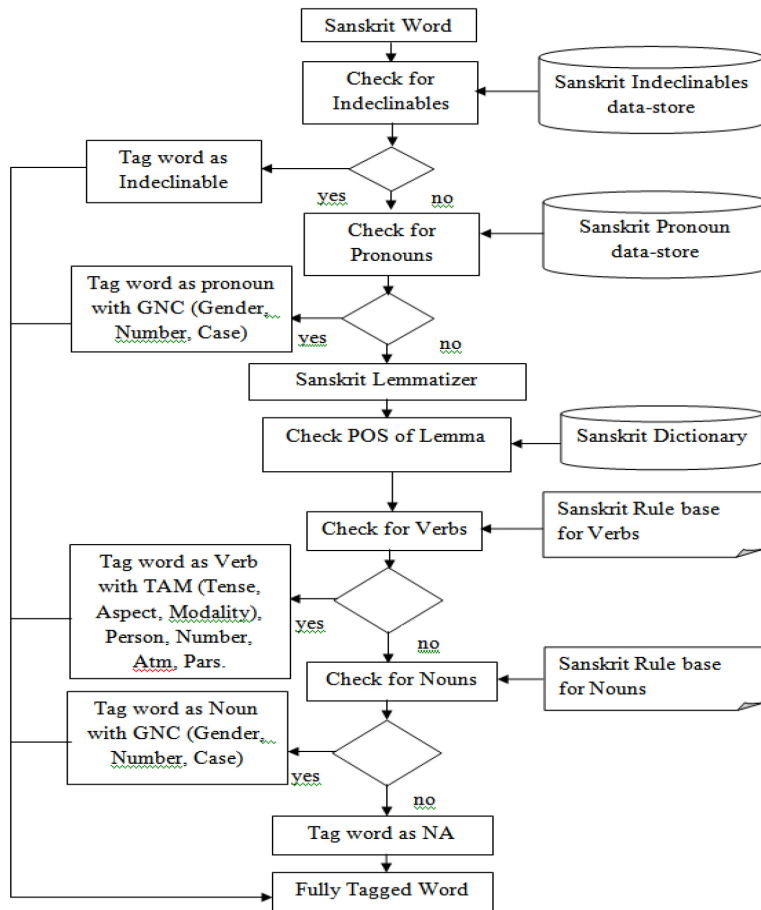 Sanskrit Word
Check for
Indeclinables
Sanskrit Indeclinables
data-store
Tag word as
Indeclinable
yes
no
Check for
Pronouns
Sanskrit Pronoun
data-store
Tag word as pronoun
with GNC (Gender,
Number, Case)
yes
no
Sanskrit Lemmatizer
Check POS of Lemma
Sanskrit Dictionary
Check for Verbs
Sanskrit Rule base
for Verbs
Tag word as Verb
with TAM (Tense,
Aspect, Modality),
Person, Number,
Atm, Pars.
yes
no
Check for Nouns
Sanskrit Rule base
for Nouns
Tag word as Noun
with GNC (Gender,
Number, Case)
yes
no
Tag word as NA
Fully Tagged Word